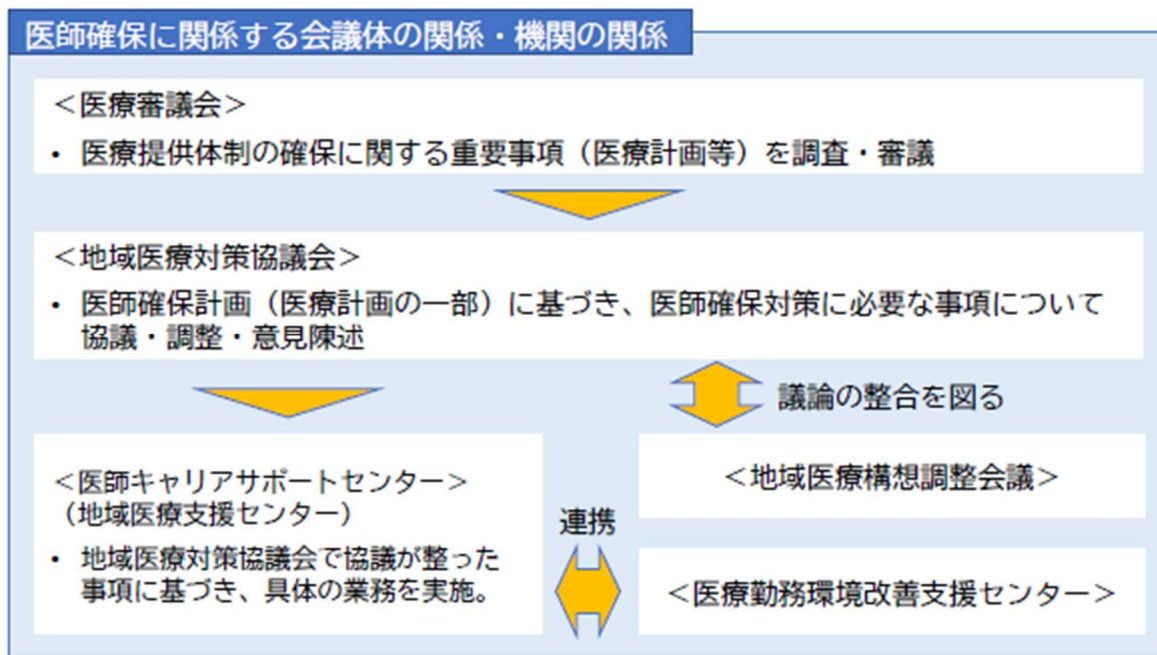 医師確保に関係する会議体の関係・機関の関係
＜医療審議会＞
・ 医療提供体制の確保に関する重要事項（医療計画等）を調査・審議
＜地域医療対策協議会＞
・ 医師確保計画（医療計画の一部）に基づき、医師確保対策に必要な事項について
協議・調整・意見陳述
議論の整合を図る
＜医師キャリアサポートセンター＞
（地域医療支援センター）
・ 地域医療対策協議会で協議が整った
事項に基づき、具体の業務を実施。
連携
＜地域医療構想調整会議＞
＜医療勤務環境改善支援センター＞